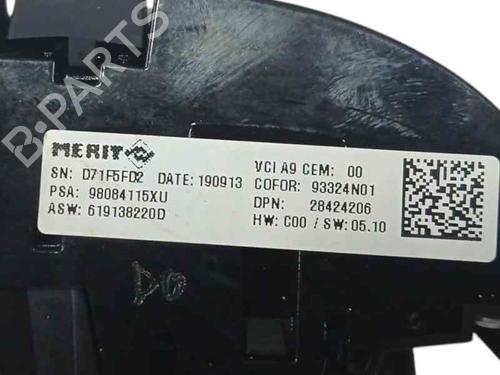 B-PARTS
MERIT
VCI A9 CEM: 00
SN: D71F5FD2 DATE: 190913 COFOR: 93324N01
PSA: 98084115XU DPN: 28424206
ASW: 619138220D HW: C00 / SW: 05.10